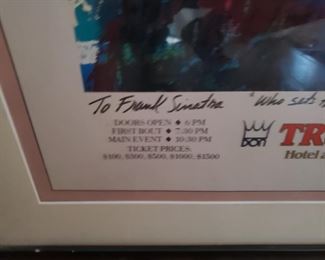 To Frank Sinatra "Who sets
DOORS OPEN ◆ 6 PM
FIRST BOUT ◆ 7:30 PM
MAIN EVENT ◆ 10:30 PM
TICKET PRICES:
$100, $300, $500, $1000, $1500
DON
TR
Hotel